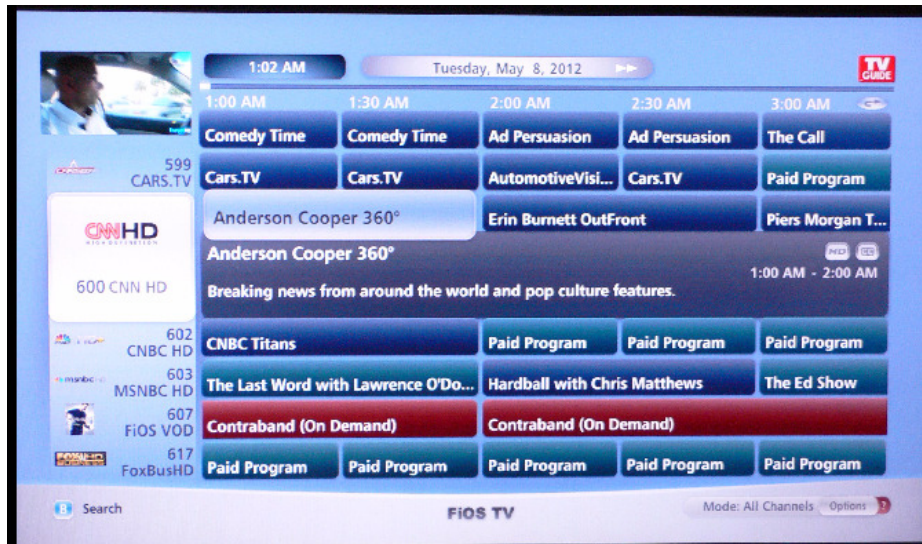 1:02 AM
Tuesday, May 8, 2012
TV
GUIDE
1:00 AM 1:30 AM 2:00 AM 2:30 AM 3:00 AM
Comedy Time Comedy Time Ad Persuasion Ad Persuasion The Call
599
CARS.TV
Cars.TV Cars.TV AutomotiveVisi... Cars.TV Paid Program
CNNHD
HIGH DEFINITION
600 CNN HD
Anderson Cooper 360° Erin Burnett OutFront Piers Morgan T...
Anderson Cooper 360°
HD
1:00 AM - 2:00 AM
Breaking news from around the world and pop culture features.
602
CNBC HD
CNBC Titans Paid Program Paid Program Paid Program
msnbc
603
MSNBC HD
The Last Word with Lawrence O'Do... Hardball with Chris Matthews The Ed Show
607
FiOS VOD
Contraband (On Demand) Contraband (On Demand)
617
FoxBusHD
Paid Program Paid Program Paid Program Paid Program Paid Program
B Search
FiOS TV
Mode: All Channels Options